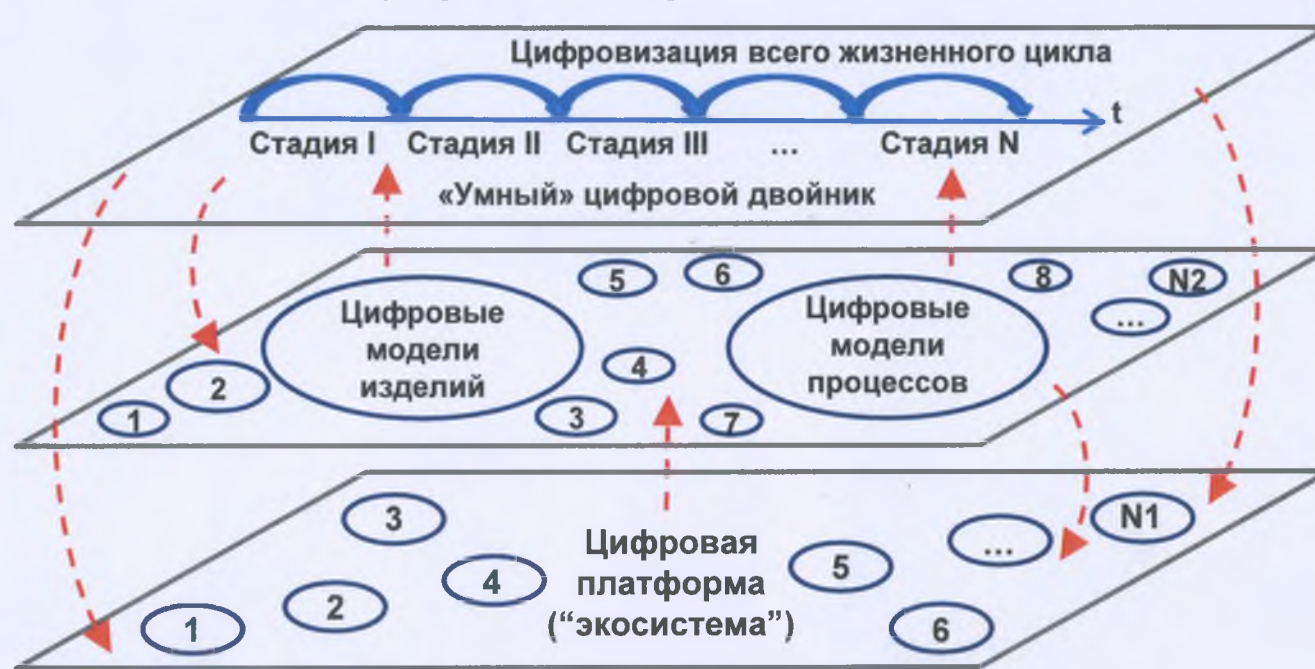 Цифровизация всего жизненного цикла
t
Стадия I Стадия II Стадия III ... Стадия N
«Умный» цифровой двойник
5 6 8 N2
Цифровые
модели
изделий
Цифровые
модели
процессов
...
4
2
1 3 7
3 N1
...
Цифровая
платформа
("экосистема")
4 5
2
1 6